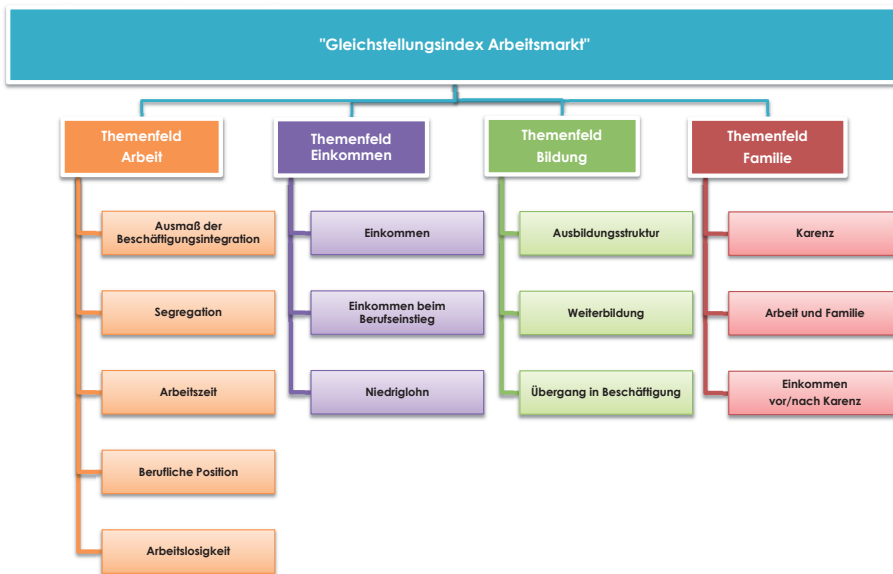 "Gleichstellungsindex Arbeitsmarkt"
Themenfeld
Arbeit
Ausmaß der
Beschäftigungsintegration
Segregation
Arbeitszeit
Berufliche Position
Arbeitslosigkeit
Themenfeld
Einkommen
Einkommen
Einkommen beim
Berufseinstieg
Niedriglohn
Themenfeld
Bildung
Ausbildungsstruktur
Weiterbildung
Übergang in Beschäftigung
Themenfeld
Familie
Karenz
Arbeit und Familie
Einkommen
vor/nach Karenz